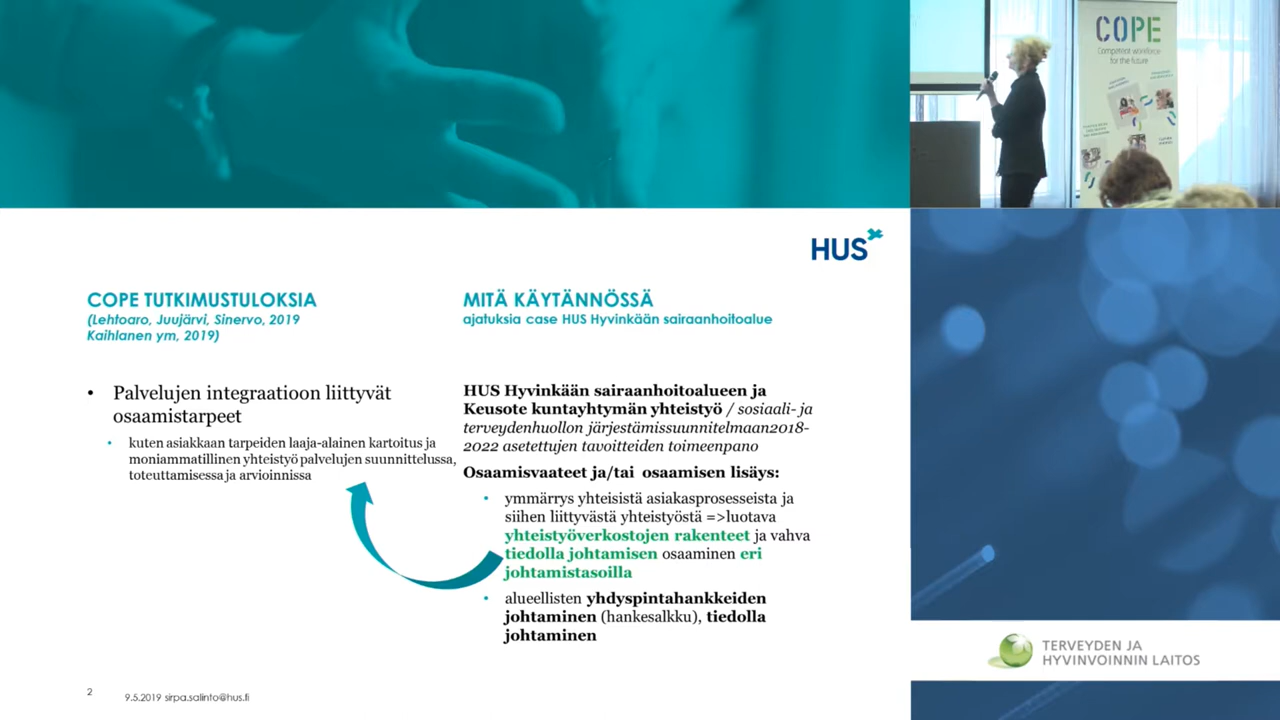 COPE
Competent workforce
for the future
HUS
COPE TUTKIMUSTULOKSIA
(Lehtoaro, Juujärvi, Sinervo, 2019
Kaihlanen ym, 2019)
• Palvelujen integraatioon liittyvät
osaamistarpeet
• kuten asiakkaan tarpeiden laaja-alainen kartoitus ja
moniammatillinen yhteistyö palvelujen suunnittelussa,
toteuttamisessa ja arvioinnissa
MITÄ KÄYTÄNNÖSSÄ
ajatuksia case HUS Hyvinkään sairaanhoitoalue
HUS Hyvinkään sairaanhoitoalueen ja
Keusote kuntayhtymän yhteistyö / sosiaali- ja
terveydenhuollon järjestämissuunnitelmaan2018-
2022 asetettujen tavoitteiden toimeenpano
Osaamisvaateet ja/tai osaamisen lisäys:
• ymmärrys yhteisistä asiakasprosesseista ja
siihen liittyvästä yhteistyöstä =>luotava
yhteistyöverkostojen rakenteet ja vahva
tiedolla johtamisen osaaminen eri
johtamistasoilla
• alueellisten yhdyspintahankkeiden
johtaminen (hankesalkku), tiedolla
johtaminen
2
9.5.2019 sirpa.salinto@hus.fi
TERVEYDEN JA
HYVINVOINNIN LAITOS